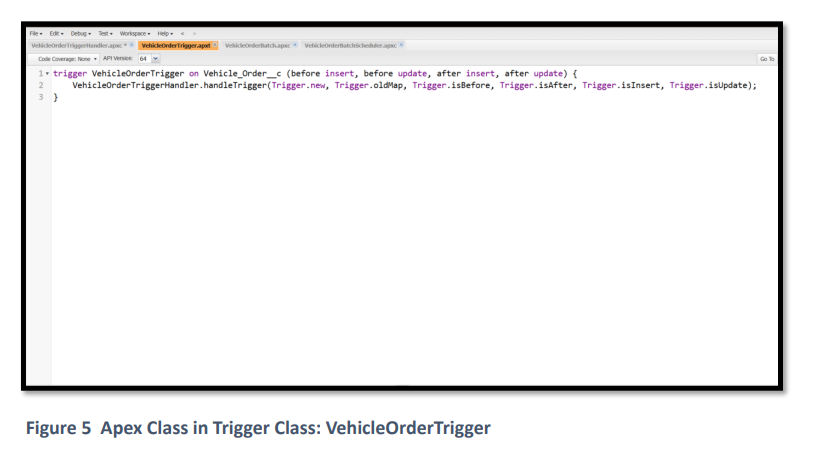 File Edit Debug Test Workspace Help < >
VehicleOrderTriggerHandler.apxc * VehicleOrderTrigger.apxt VehicleOrderBatch.apxc VehicleOrderBatchScheduler.apxc
Code Coverage: None API Version: 64 Go To
1 trigger VehicleOrderTrigger on Vehicle_Order__c (before insert, before update, after insert, after update) {
2 VehicleOrderTriggerHandler.handleTrigger(Trigger.new, Trigger.oldMap, Trigger.isBefore, Trigger.isAfter, Trigger.isInsert, Trigger.isUpdate);
3 }
Figure 5 Apex Class in Trigger Class: VehicleOrderTrigger